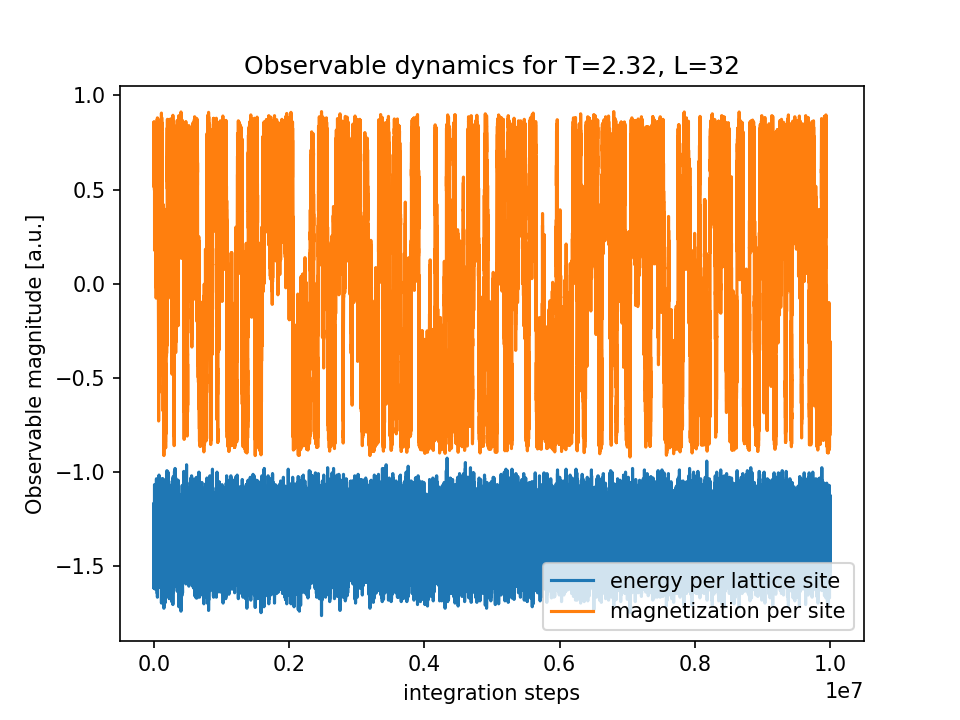 Observable dynamics for T=2.32, L=32
Observable magnitude [a.u.]
1.0
0.5
0.0
−0.5
−1.0
−1.5
energy per lattice site
magnetization per site
0.0 0.2 0.4 0.6 0.8 1.0
1e7
integration steps